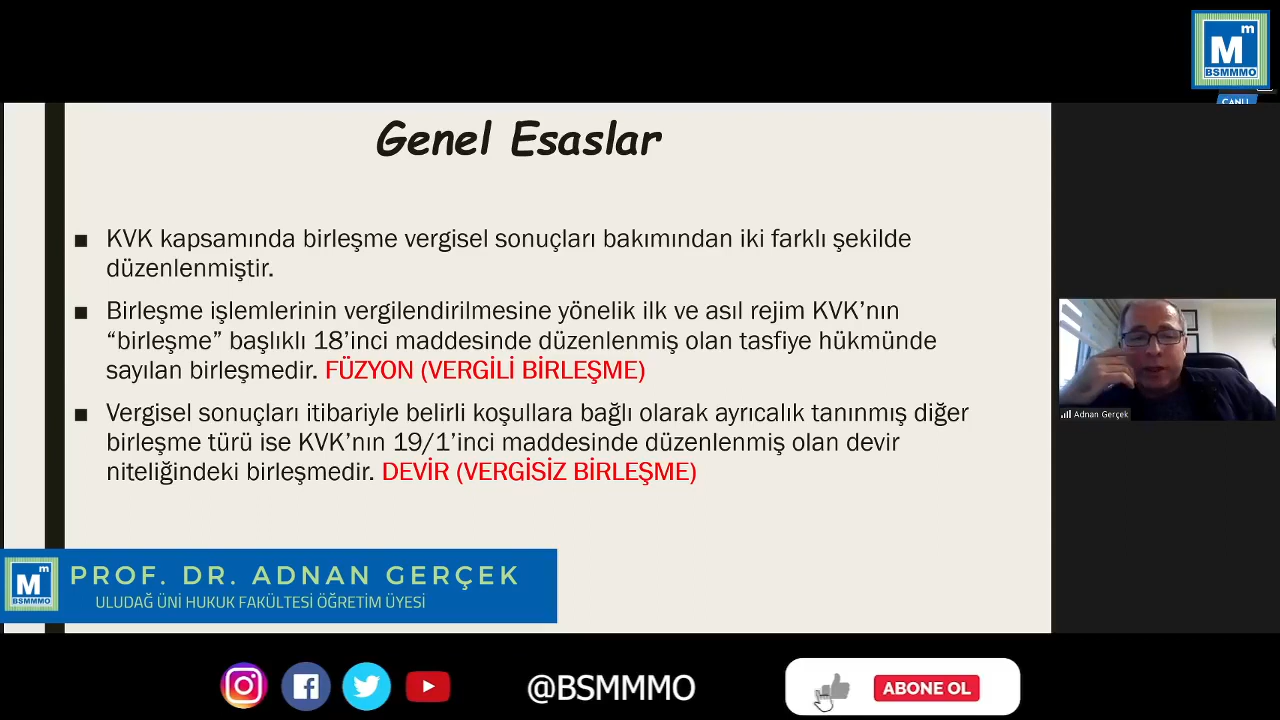 Mm
BSMMMO
CANLI
Genel Esaslar
■ KVK kapsamında birleşme vergisel sonuçları bakımından iki farklı şekilde
düzenlenmiştir.
■ Birleşme işlemlerinin vergilendirilmesine yönelik ilk ve asıl rejim KVK’nın
“birleşme” başlıklı 18’inci maddesinde düzenlenmiş olan tasfiye hükmünde
sayılan birleşmedir. FÜZYON (VERGİLİ BİRLEŞME)
■ Vergisel sonuçları itibariyle belirli koşullara bağlı olarak ayrıcalık tanınmış diğer
birleşme türü ise KVK’nın 19/1’inci maddesinde düzenlenmiş olan devir
niteliğindeki birleşmedir. DEVİR (VERGİSİZ BİRLEŞME)
Adnan Gerçek
Mm
BSMMMO
PROF. DR. ADNAN GERÇEK
ULUDAĞ ÜNİ HUKUK FAKÜLTESİ ÖĞRETİM ÜYESİ
@BSMMMO
ABONE OL